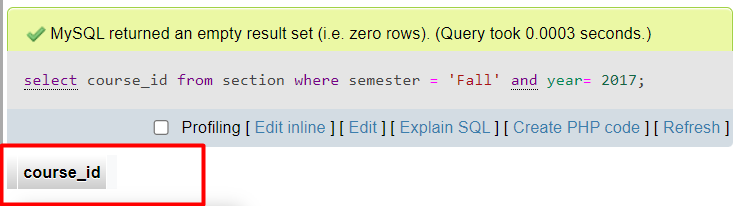 MySQL returned an empty result set (i.e. zero rows). (Query took 0.0003 seconds.)
select course_id from section where semester = 'Fall' and year= 2017;
Profiling [ Edit inline ] [ Edit ] [ Explain SQL ] [ Create PHP code ] [ Refresh ]
course_id